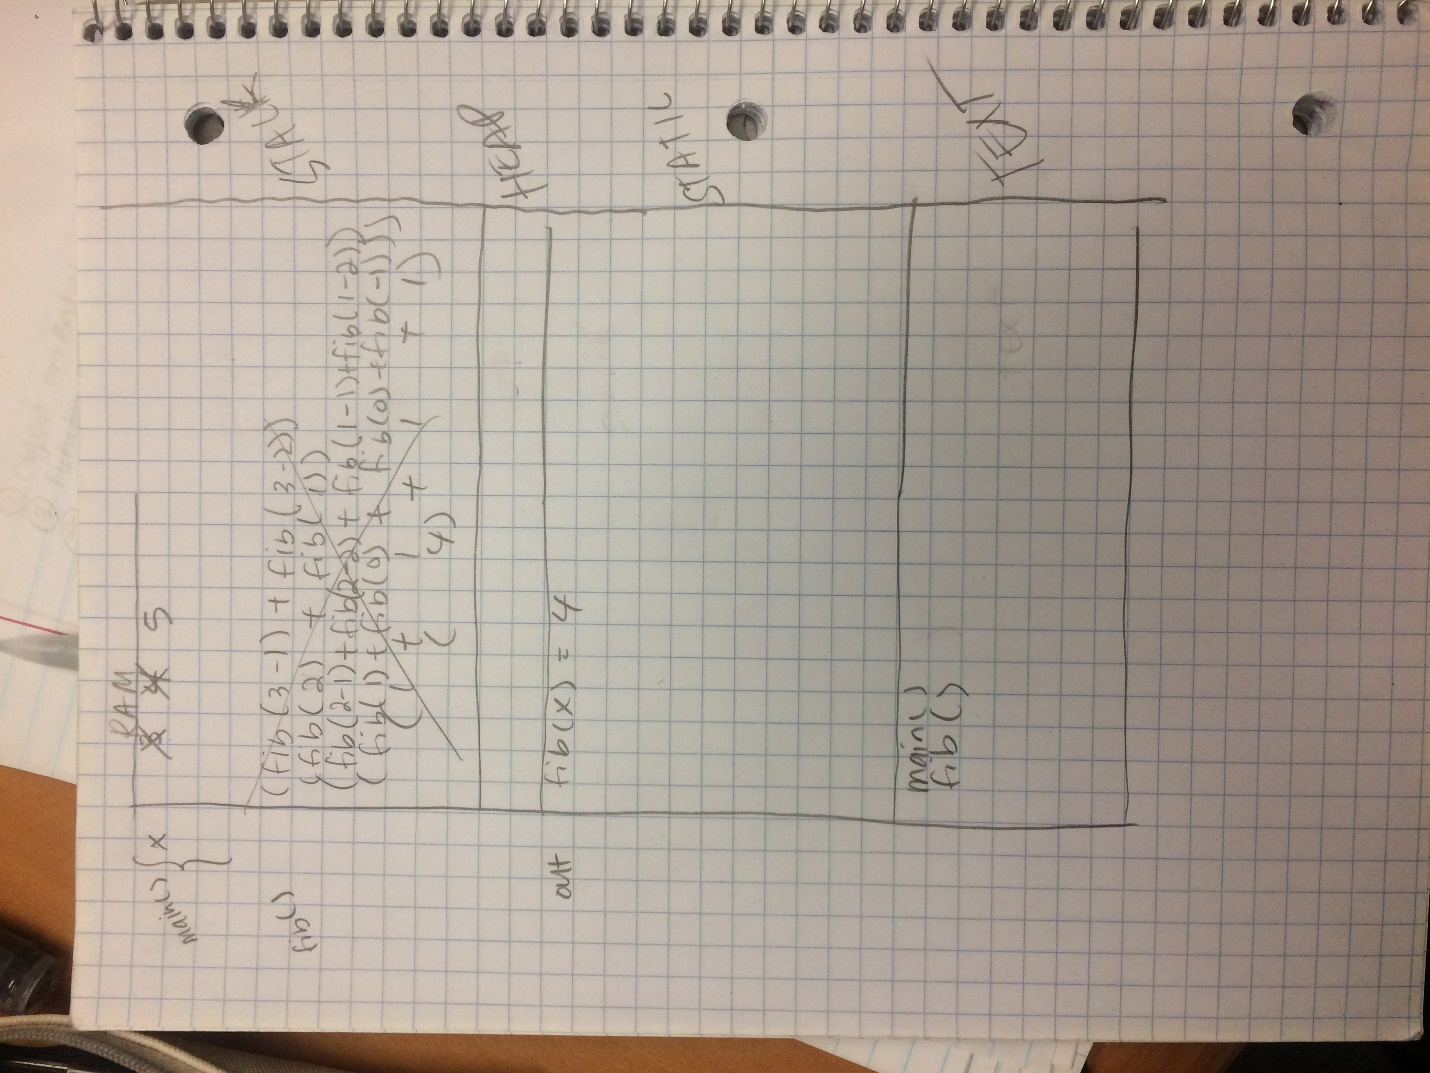 RAM
main() { x 3 4 5
fib()
(fib(3-1) + fib(3-2))
(fib(2) + fib(1))
(fib(2-1)+fib(2-2) + fib(1-1)+fib(1-2))
(fib(1)+fib(0) + fib(0)+fib(-1))
( 1 + 1 + 1)
( 4)
STACK
HEAP
out fib(x) = 4
STATIC
main()
fib()
TEXT